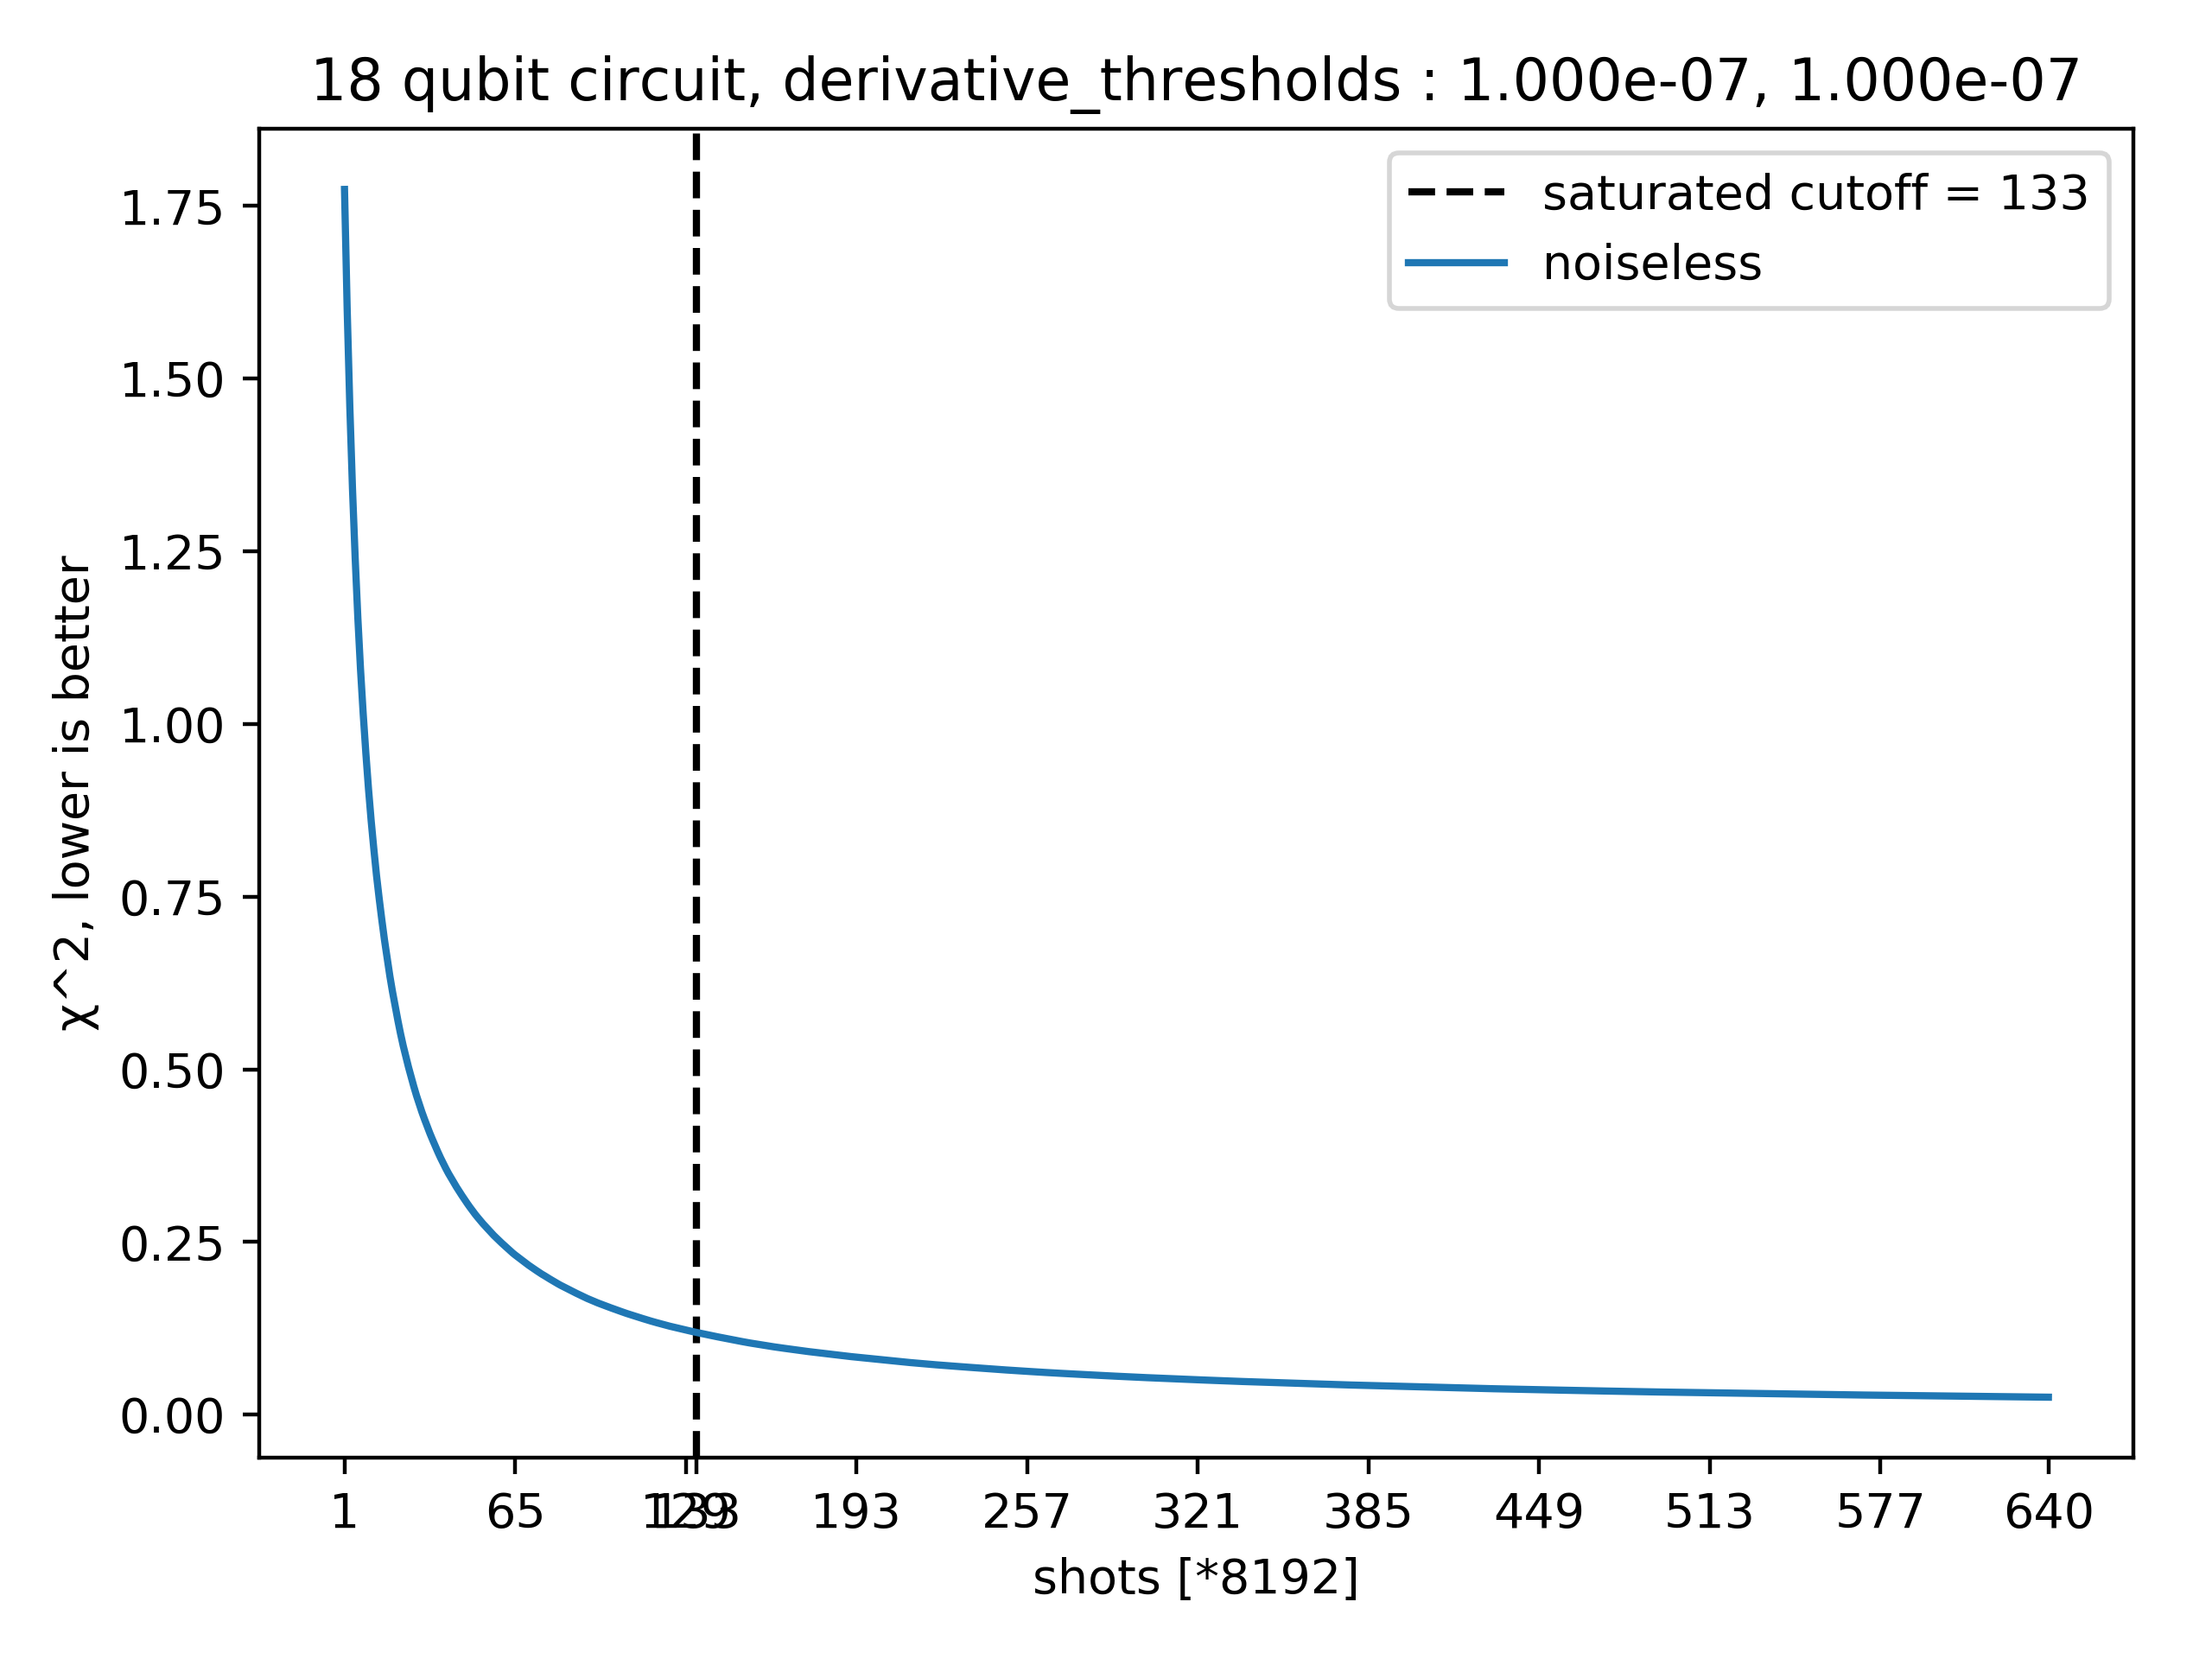 18 qubit circuit, derivative_thresholds : 1.000e-07, 1.000e-07
saturated cutoff = 133
noiseless
1.75
1.50
1.25
1.00
0.75
0.50
0.25
0.00
χ^2, lower is better
1 65 129 133 193 257 321 385 449 513 577 640
shots [*8192]